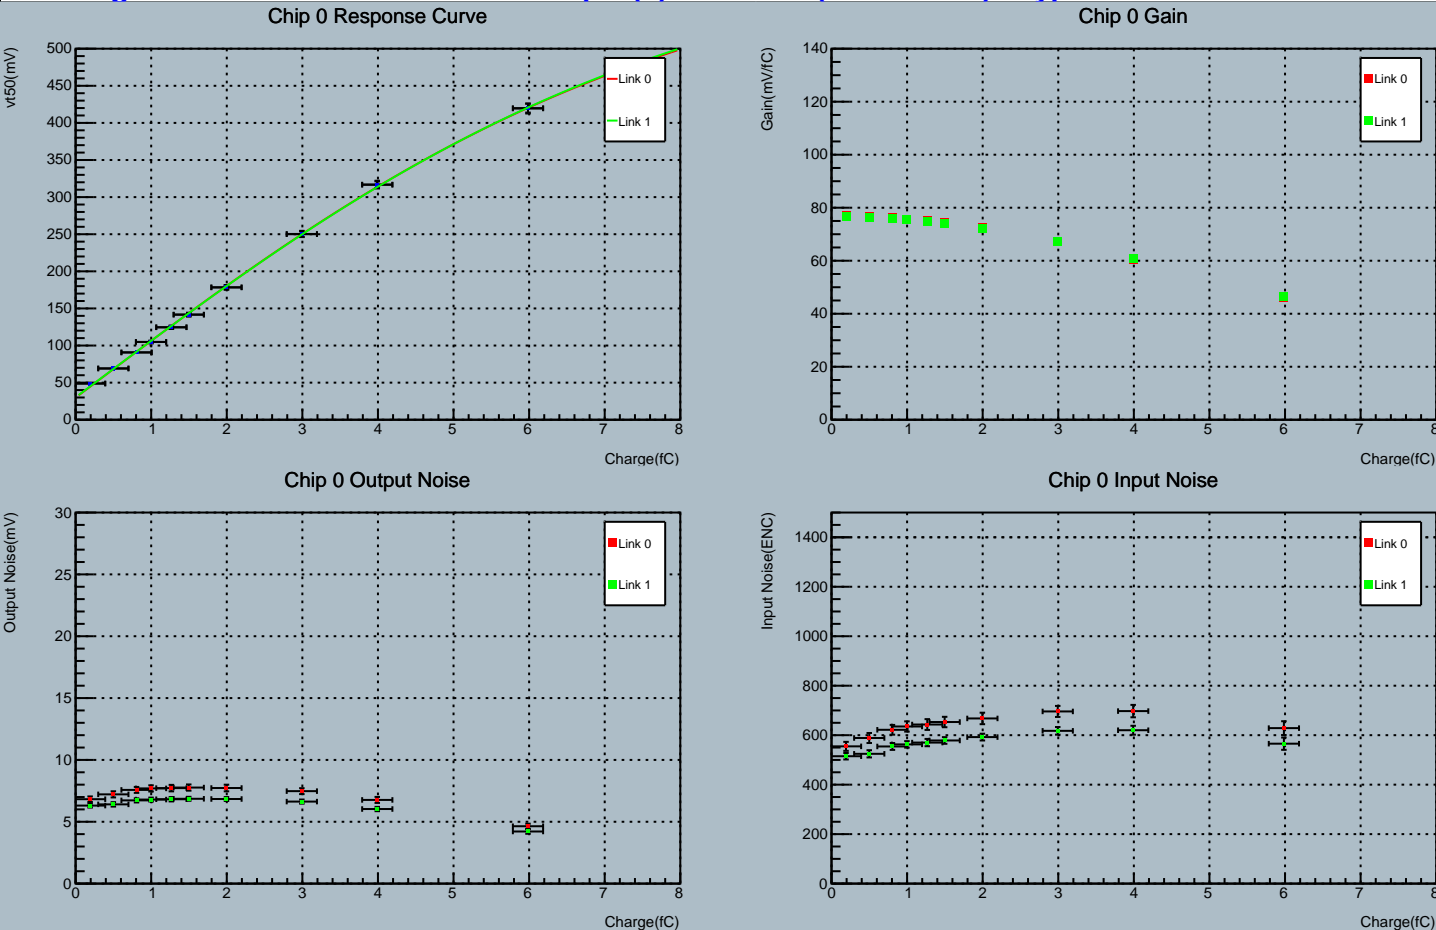 Chip 0 Response Curve
vt50(mV)
500
450
400
350
300
250
200
150
100
50
0
0 1 2 3 4 5 6 7 8
Charge(fC)
Link 0
Link 1
Chip 0 Gain
Gain(mV/fC)
140
120
100
80
60
40
20
0
0 1 2 3 4 5 6 7 8
Charge(fC)
Link 0
Link 1
Chip 0 Output Noise
Output Noise(mV)
30
25
20
15
10
5
0
0 1 2 3 4 5 6 7 8
Charge(fC)
Link 0
Link 1
Chip 0 Input Noise
Input Noise(ENC)
1400
1200
1000
800
600
400
200
0
0 1 2 3 4 5 6 7 8
Charge(fC)
Link 0
Link 1